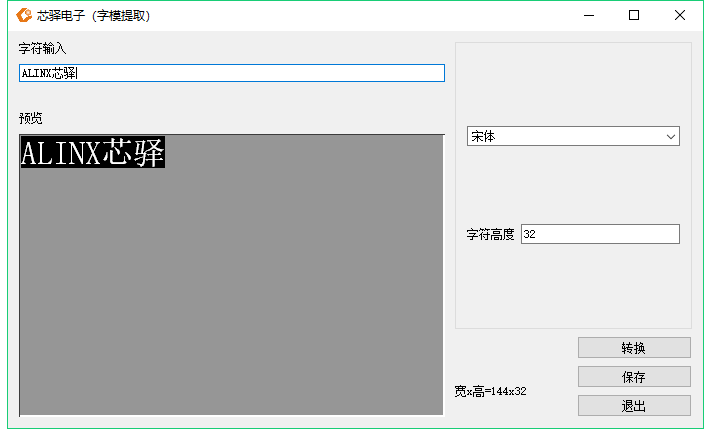 芯驿电子（字模提取）
字符输入
ALINX芯驿
预览
ALINX芯驿
宋体
字符高度 32
转换
保存
宽x高=144x32
退出